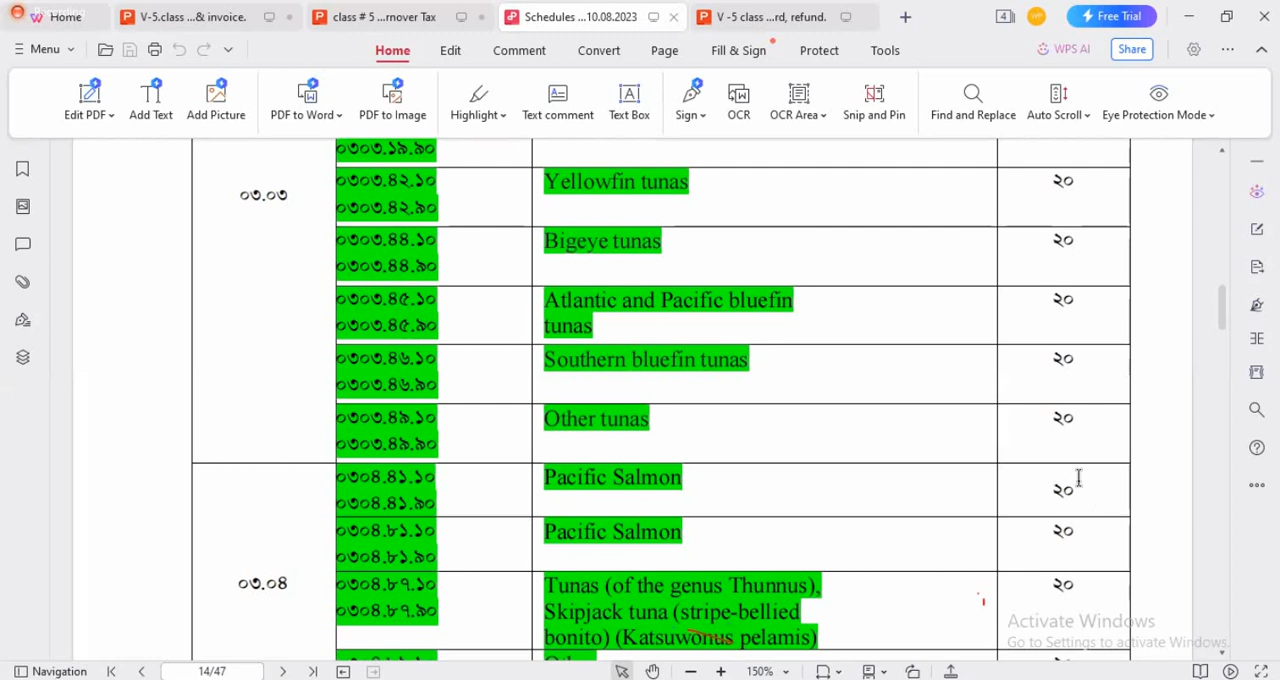 Recording
Home
V-5.class ...& invoice.
class # 5 ...rnover Tax
Schedules ...10.08.2023
V -5 class ...rd, refund.
4
Free Trial
Menu
Home
Edit
Comment
Convert
Page
Fill & Sign
Protect
Tools
WPS AI
Share
Edit PDF
Add Text
Add Picture
PDF to Word
PDF to Image
Highlight
Text comment
Text Box
Sign
OCR
OCR Area
Snip and Pin
Find and Replace
Auto Scroll
Eye Protection Mode
০৩০৩.১৯.৯০
০৩.০৩
০৩০৩.৪২.১০ Yellowfin tunas ২০
০৩০৩.৪২.৯০
০৩০৩.৪৪.১০ Bigeye tunas ২০
০৩০৩.৪৪.৯০
০৩০৩.৪৫.১০ Atlantic and Pacific bluefin ২০
০৩০৩.৪৫.৯০ tunas
০৩০৩.৪৬.১০ Southern bluefin tunas ২০
০৩০৩.৪৬.৯০
০৩০৩.৪৯.১০ Other tunas ২০
০৩০৩.৪৯.৯০
০৩০৪.৪১.১০ Pacific Salmon ২০
০৩০৪.৪১.৯০
০৩০৪.৮১.১০ Pacific Salmon ২০
০৩০৪.৮১.৯০
০৩.০৪ ০৩০৪.৮৭.১০ Tunas (of the genus Thunnus), ২০
০৩০৪.৮৭.৯০ Skipjack tuna (stripe-bellied
bonito) (Katsuwonus pelamis)
Activate Windows
Go to Settings to activate Windows.
Navigation
14/47
150%